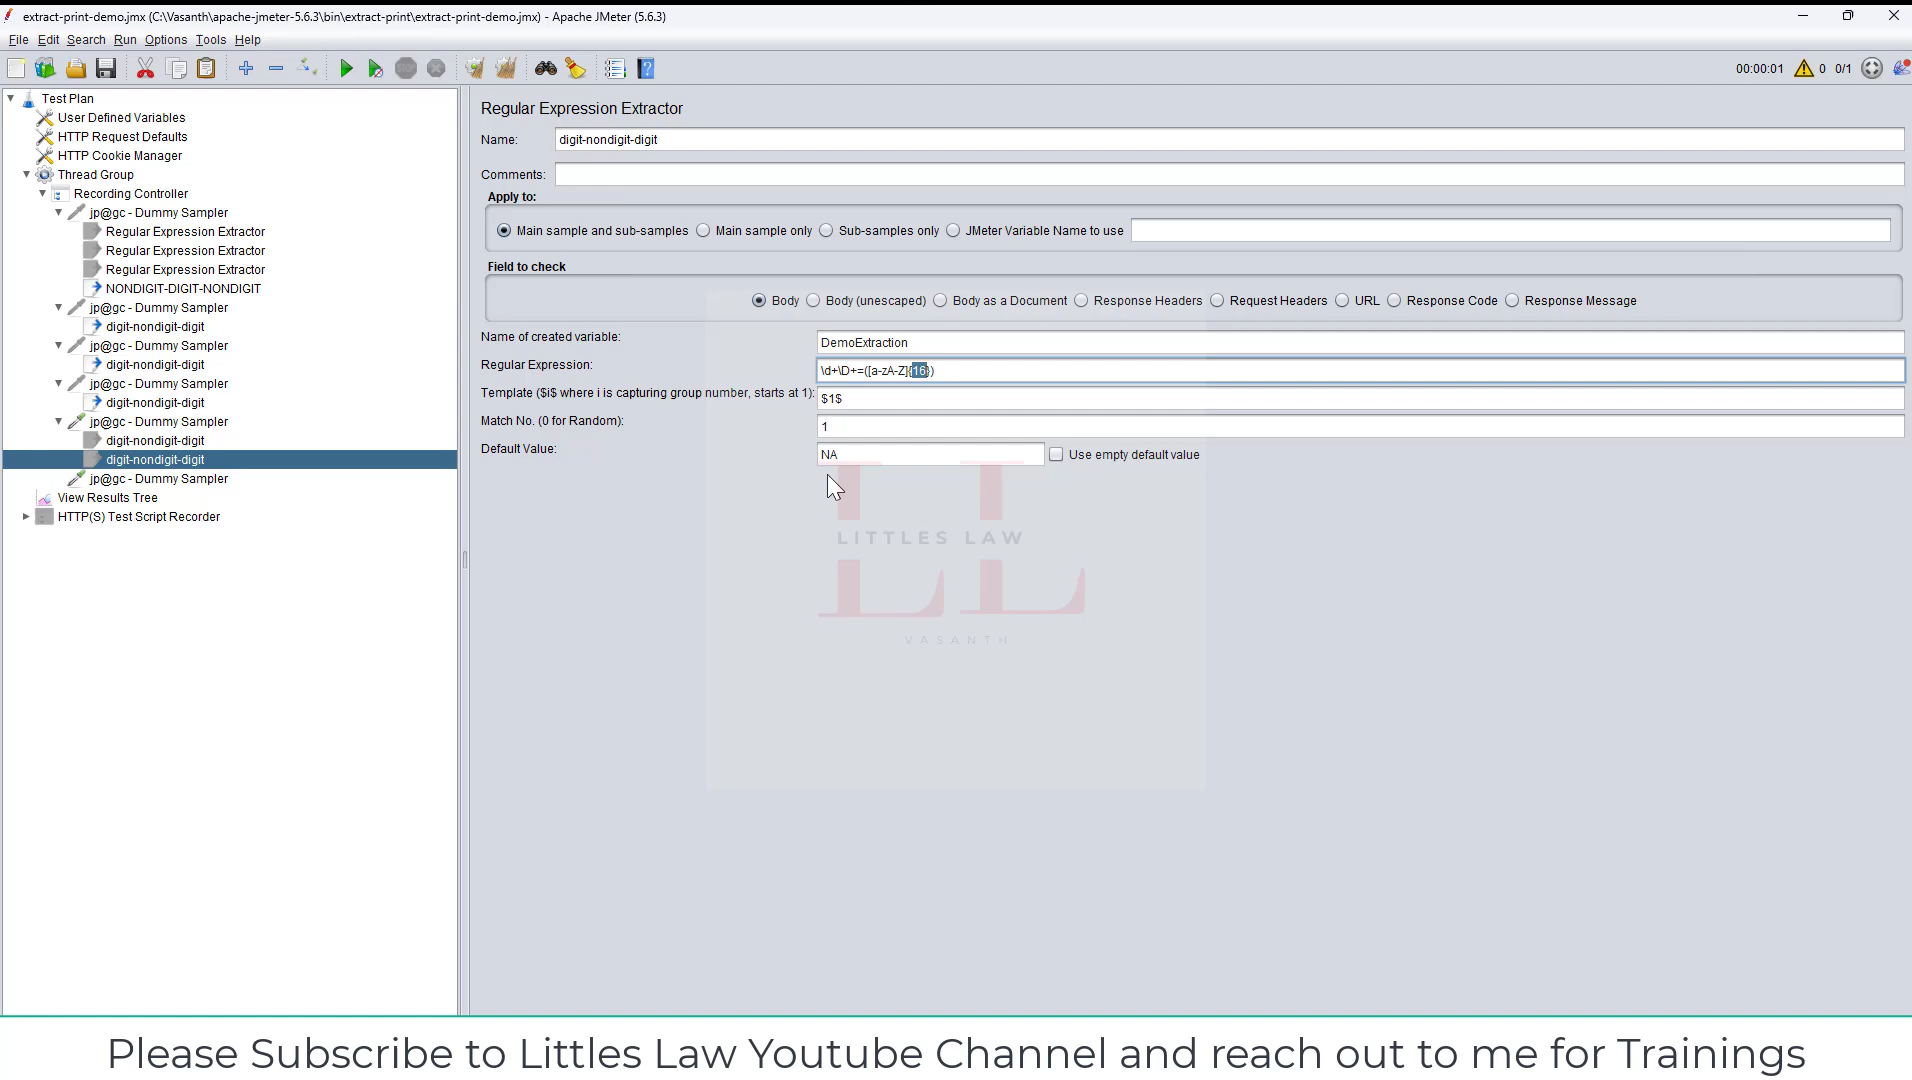 extract-print-demo.jmx (C:\Vasanth\apache-jmeter-5.6.3\bin\extract-print\extract-print-demo.jmx) - Apache JMeter (5.6.3)
File Edit Search Run Options Tools Help
00:00:01 0 0/1
Test Plan
User Defined Variables
HTTP Request Defaults
HTTP Cookie Manager
Thread Group
Recording Controller
jp@gc - Dummy Sampler
Regular Expression Extractor
Regular Expression Extractor
Regular Expression Extractor
NONDIGIT-DIGIT-NONDIGIT
jp@gc - Dummy Sampler
digit-nondigit-digit
jp@gc - Dummy Sampler
digit-nondigit-digit
jp@gc - Dummy Sampler
digit-nondigit-digit
jp@gc - Dummy Sampler
digit-nondigit-digit
digit-nondigit-digit
jp@gc - Dummy Sampler
View Results Tree
HTTP(S) Test Script Recorder
Regular Expression Extractor
Name: digit-nondigit-digit
Comments:
Apply to:
Main sample and sub-samples Main sample only Sub-samples only JMeter Variable Name to use
Field to check
Body Body (unescaped) Body as a Document Response Headers Request Headers URL Response Code Response Message
Name of created variable: DemoExtraction
Regular Expression: \d+\D+=([a-zA-Z]{16})
Template ($i$ where i is capturing group number, starts at 1): $1$
Match No. (0 for Random): 1
Default Value: NA Use empty default value
LITTLES LAW
LL
VASANTH
Please Subscribe to Littles Law Youtube Channel and reach out to me for Trainings